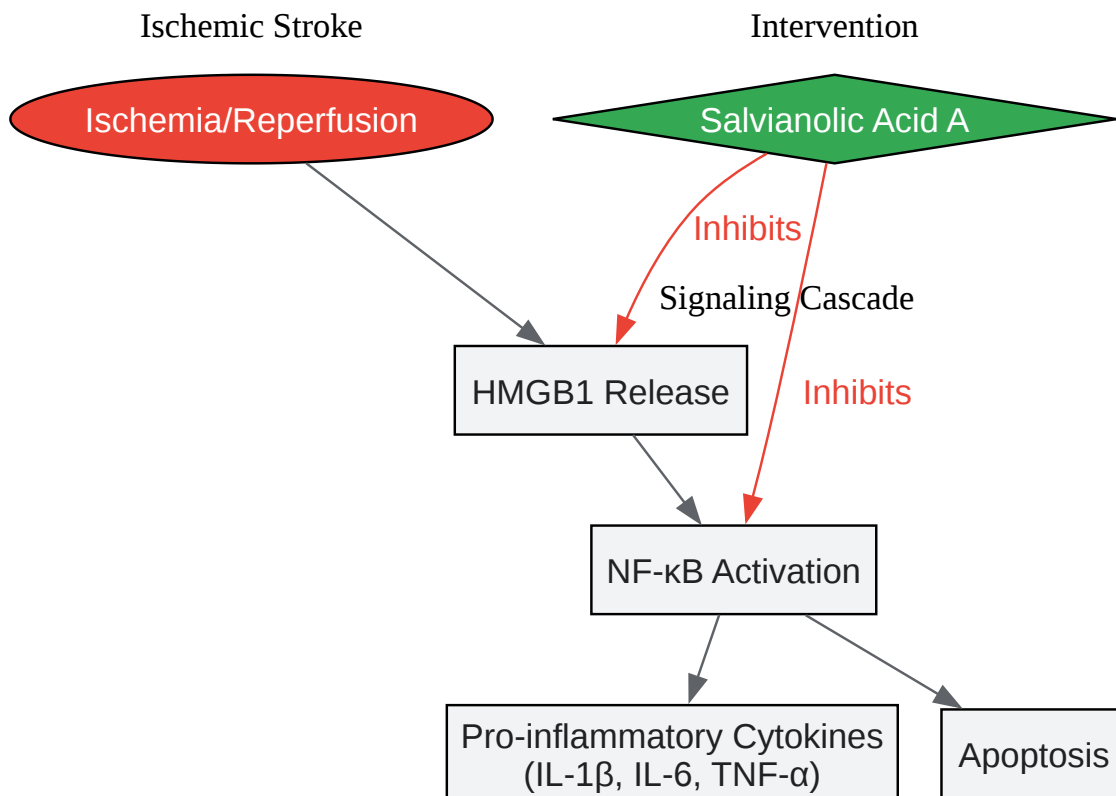 Ischemic Stroke
Intervention
Ischemia/Reperfusion
Salvianolic Acid A
Inhibits
Signaling Cascade
HMGB1 Release
Inhibits
NF-κB Activation
Pro-inflammatory Cytokines
(IL-1β, IL-6, TNF-α)
Apoptosis